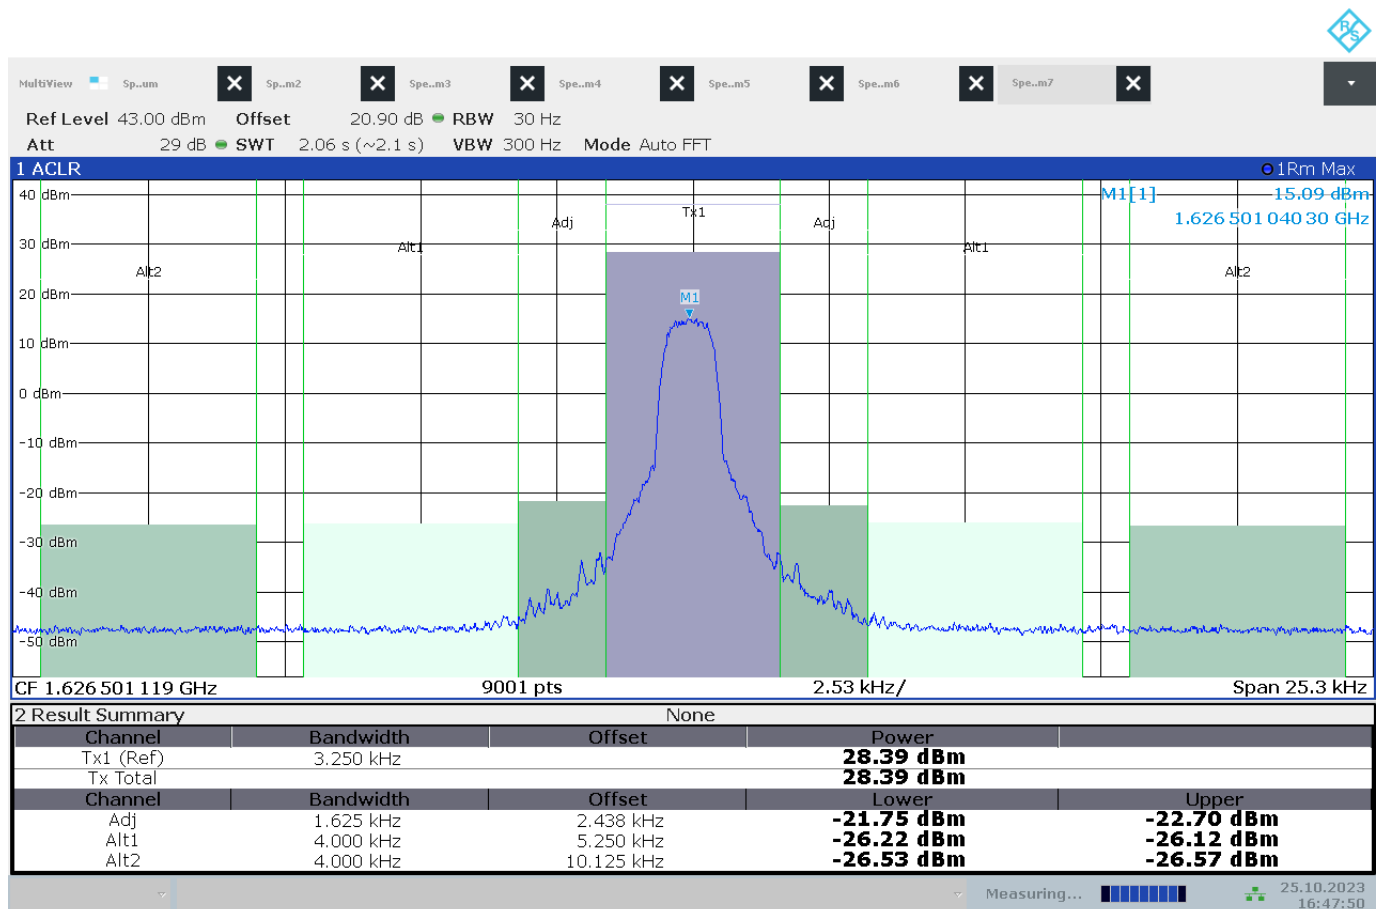 R&S
MultiView Sp..um Sp..m2 Spe..m3 Spe..m4 Spe..m5 Spe..m6 Spe..m7
Ref Level 43.00 dBm Offset 20.90 dB RBW 30 Hz
Att 29 dB SWT 2.06 s (~2.1 s) VBW 300 Hz Mode Auto FFT
1 ACLR 1Rm Max
40 dBm M1[1] 15.09 dBm
1.626 501 040 30 GHz
Tx1
Adj Adj
30 dBm Alt1 Alt1
Alt2 Alt2
20 dBm M1
10 dBm
0 dBm
-10 dBm
-20 dBm
-30 dBm
-40 dBm
-50 dBm
CF 1.626 501 119 GHz 9001 pts 2.53 kHz/ Span 25.3 kHz
2 Result Summary None
Channel Bandwidth Offset Power
Tx1 (Ref) 3.250 kHz 28.39 dBm
Tx Total 28.39 dBm
Channel Bandwidth Offset Lower Upper
Adj 1.625 kHz 2.438 kHz -21.75 dBm -22.70 dBm
Alt1 4.000 kHz 5.250 kHz -26.22 dBm -26.12 dBm
Alt2 4.000 kHz 10.125 kHz -26.53 dBm -26.57 dBm
Measuring... 25.10.2023
16:47:50